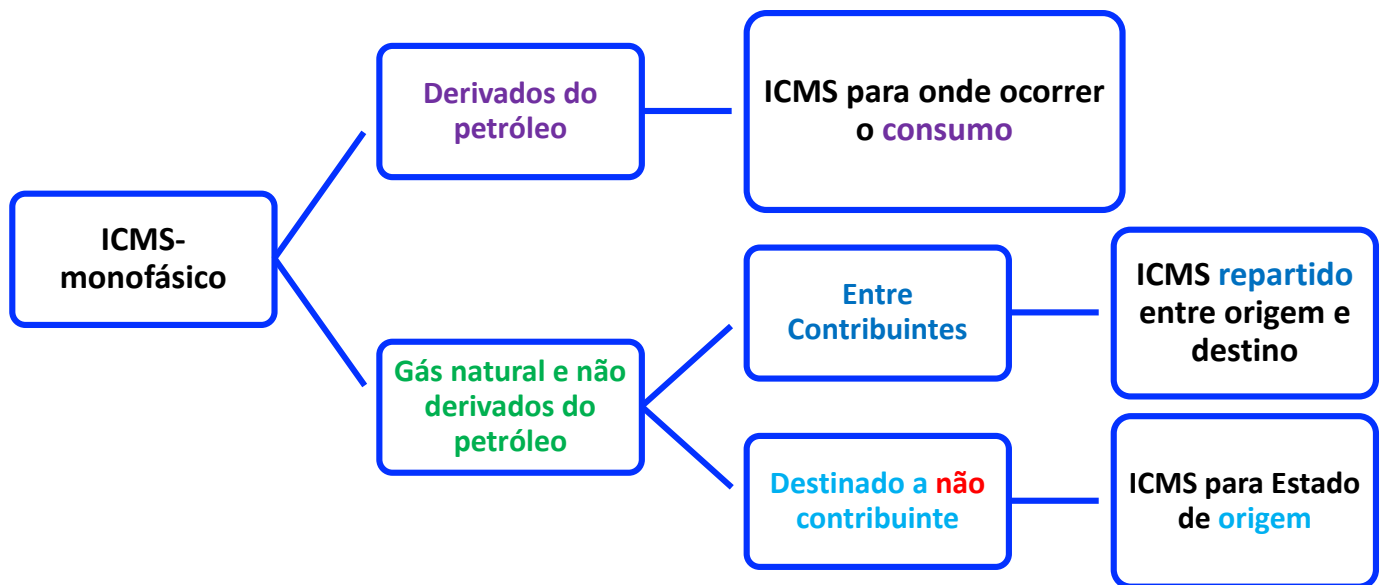 ICMS-
monofásico
Derivados do
petróleo
ICMS para onde ocorrer
o consumo
Gás natural e não
derivados do
petróleo
Entre
Contribuintes
ICMS repartido
entre origem e
destino
Destinado a não
contribuinte
ICMS para Estado
de origem